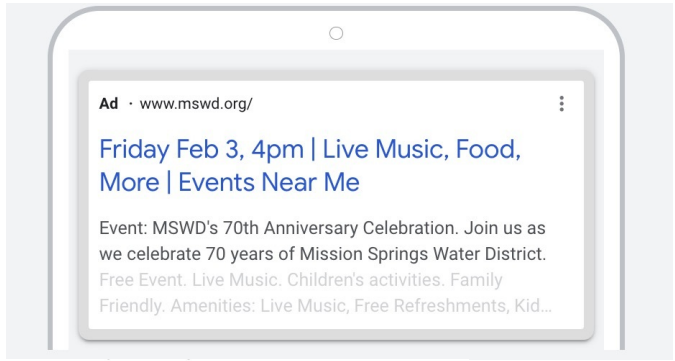 Ad · www.mswd.org/
Friday Feb 3, 4pm | Live Music, Food,
More | Events Near Me
Event: MSWD's 70th Anniversary Celebration. Join us as
we celebrate 70 years of Mission Springs Water District.
Free Event. Live Music. Children's activities. Family
Friendly. Amenities: Live Music, Free Refreshments, Kid...